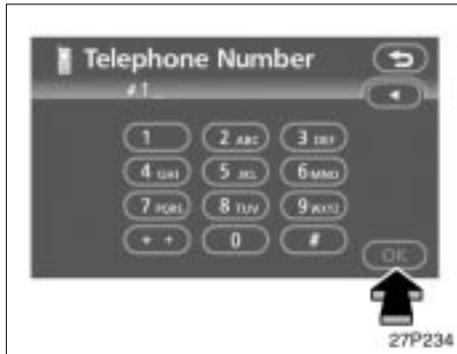 Telephone Number
#1
1 2 ABC 3 DEF
4 GHI 5 JKL 6 MNO
7 PQRS 8 TUV 9 WXYZ
0 #
OK
27P234